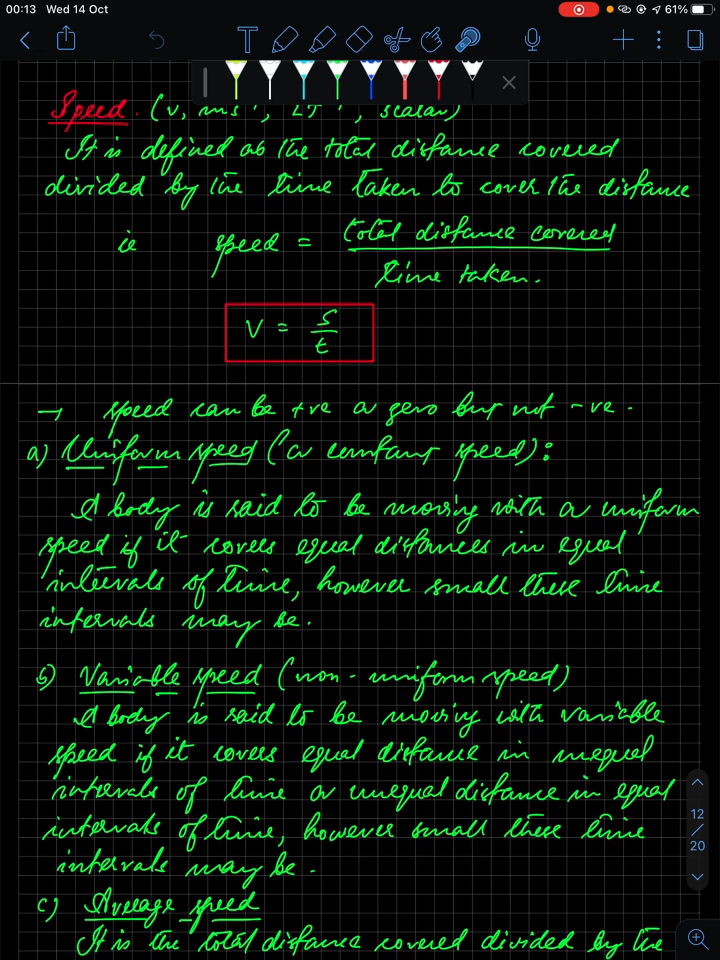 00:13 Wed 14 Oct
61%
Speed. (v, ms⁻¹, LT⁻¹, scalar)
It is defined as the total distance covered
divided by the time taken to cover the distance
ie speed = total distance covered
time taken.
V = S
t
→ speed can be +ve or zero but not -ve.
a) Uniform speed (or constant speed):
A body is said to be moving with a uniform
speed if it covers equal distances in equal
intervals of time, however small these time
intervals may be.
b) Variable speed (non-uniform speed)
A body is said to be moving with variable
speed if it covers equal distance in unequal
intervals of time or unequal distance in equal
intervals of time, however small these time
intervals may be.
12
/
20
c) Average speed
It is the total distance covered divided by the